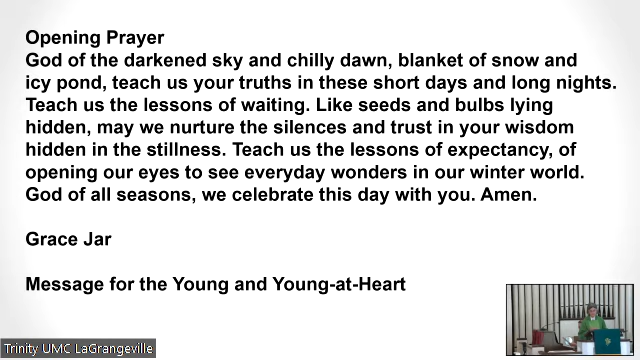 Opening Prayer
God of the darkened sky and chilly dawn, blanket of snow and
icy pond, teach us your truths in these short days and long nights.
Teach us the lessons of waiting. Like seeds and bulbs lying
hidden, may we nurture the silences and trust in your wisdom
hidden in the stillness. Teach us the lessons of expectancy, of
opening our eyes to see everyday wonders in our winter world.
God of all seasons, we celebrate this day with you. Amen.
Grace Jar
Message for the Young and Young-at-Heart
Trinity UMC LaGrangeville